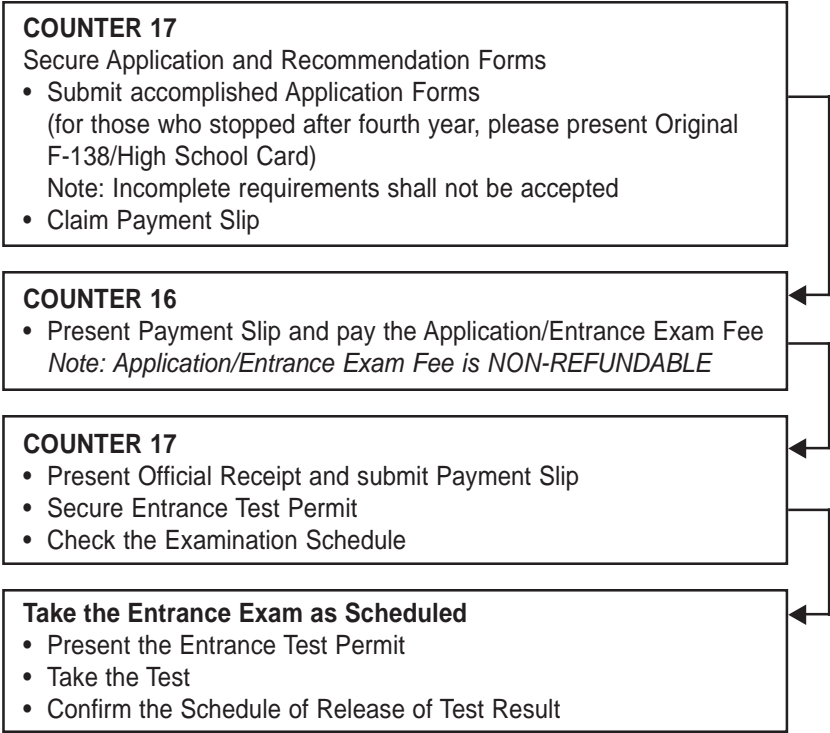 COUNTER 17
Secure Application and Recommendation Forms
• Submit accomplished Application Forms
(for those who stopped after fourth year, please present Original
F-138/High School Card)
Note: Incomplete requirements shall not be accepted
• Claim Payment Slip
COUNTER 16
• Present Payment Slip and pay the Application/Entrance Exam Fee
Note: Application/Entrance Exam Fee is NON-REFUNDABLE
COUNTER 17
• Present Official Receipt and submit Payment Slip
• Secure Entrance Test Permit
• Check the Examination Schedule
Take the Entrance Exam as Scheduled
• Present the Entrance Test Permit
• Take the Test
• Confirm the Schedule of Release of Test Result